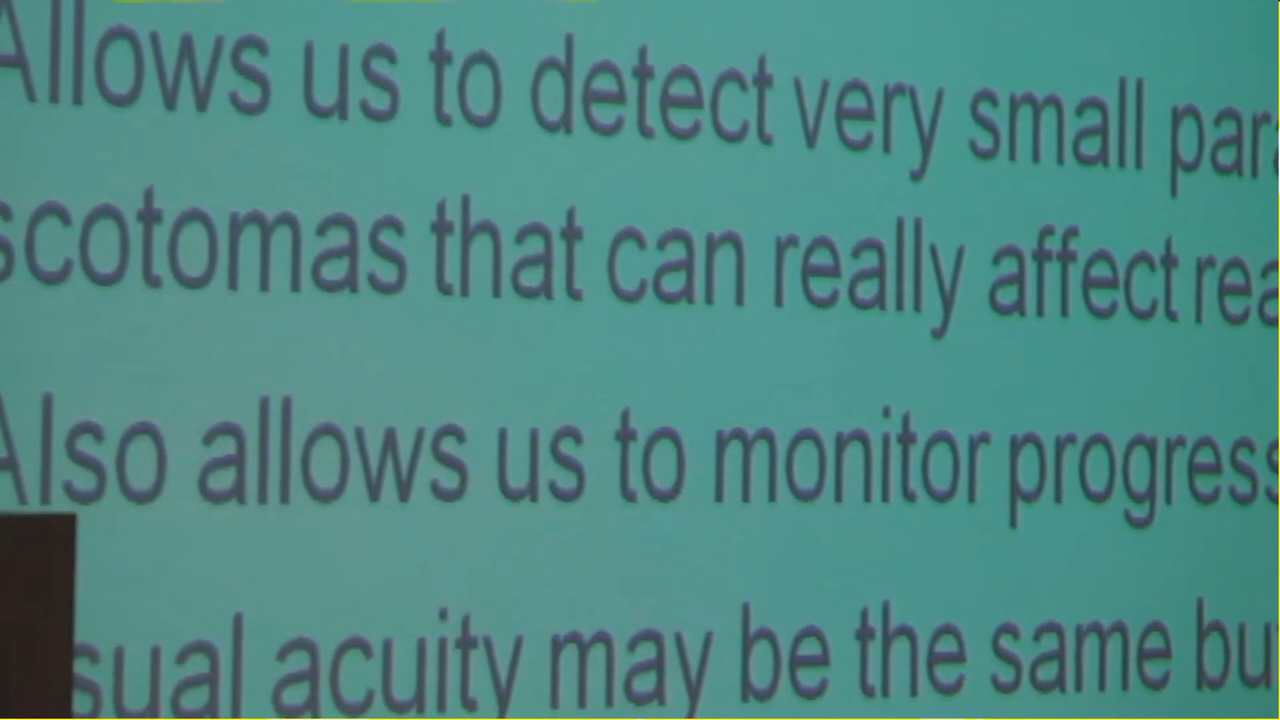 Allows us to detect very small para
scotomas that can really affect rea
Also allows us to monitor progress
sual acuity may be the same bu